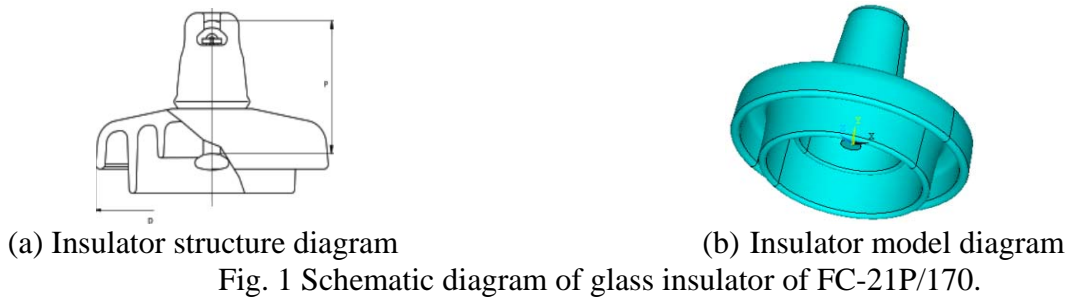 P
D
(a) Insulator structure diagram
(b) Insulator model diagram
Fig. 1 Schematic diagram of glass insulator of FC-21P/170.